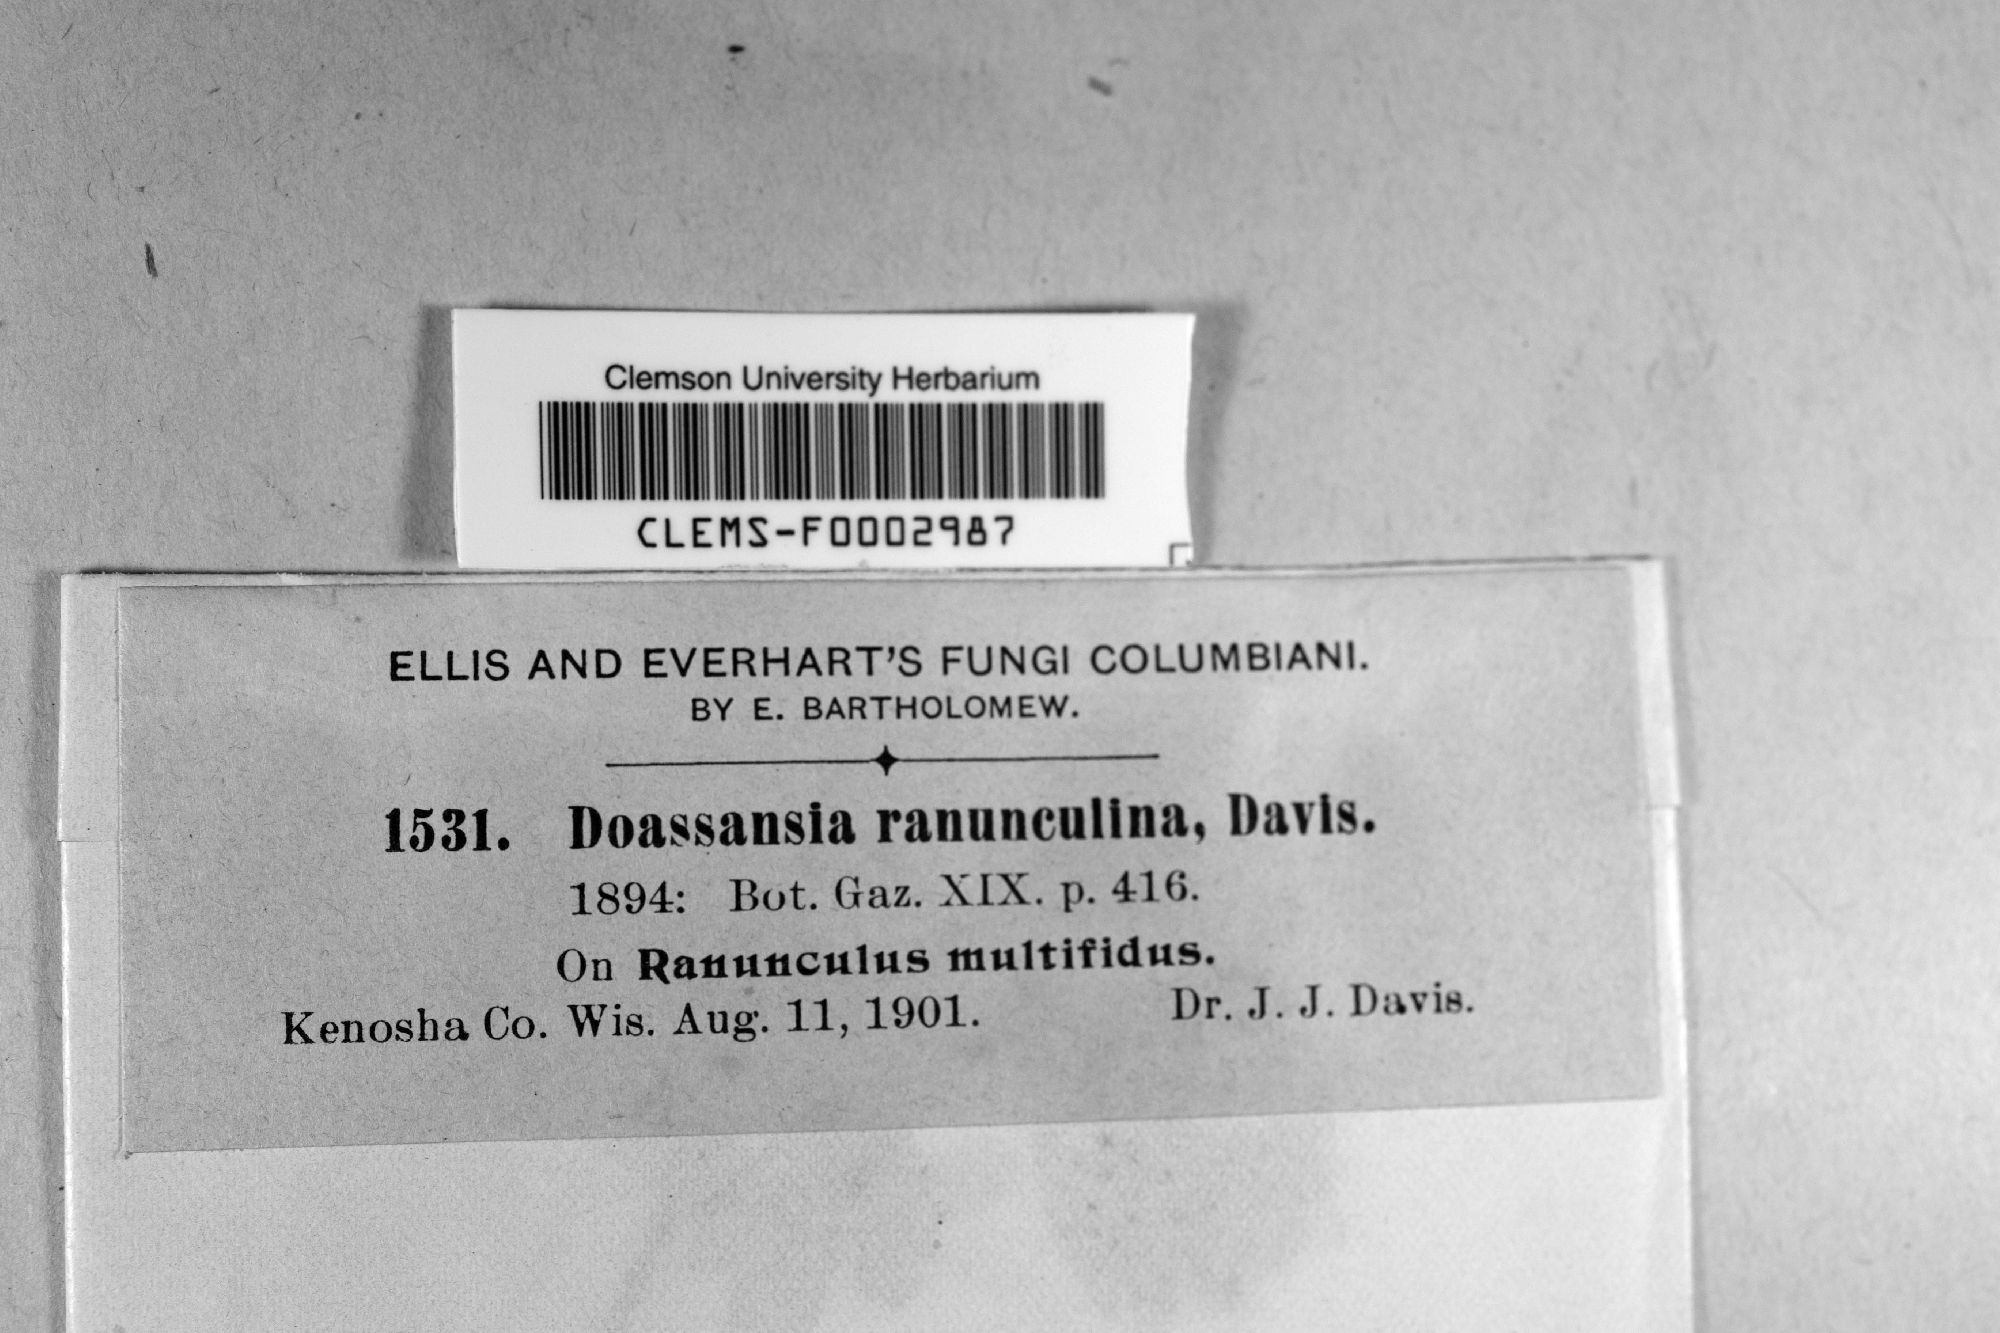 Clemson University Herbarium
CLEMS-F0002987
ELLIS AND EVERHART'S FUNGI COLUMBIANI.
BY E. BARTHOLOMEW.
1531. Doassansia ranunculina, Davis.
1894: Bot. Gaz. XIX. p. 416.
On Ranunculus multifidus.
Kenosha Co. Wis. Aug. 11, 1901. Dr. J. J. Davis.